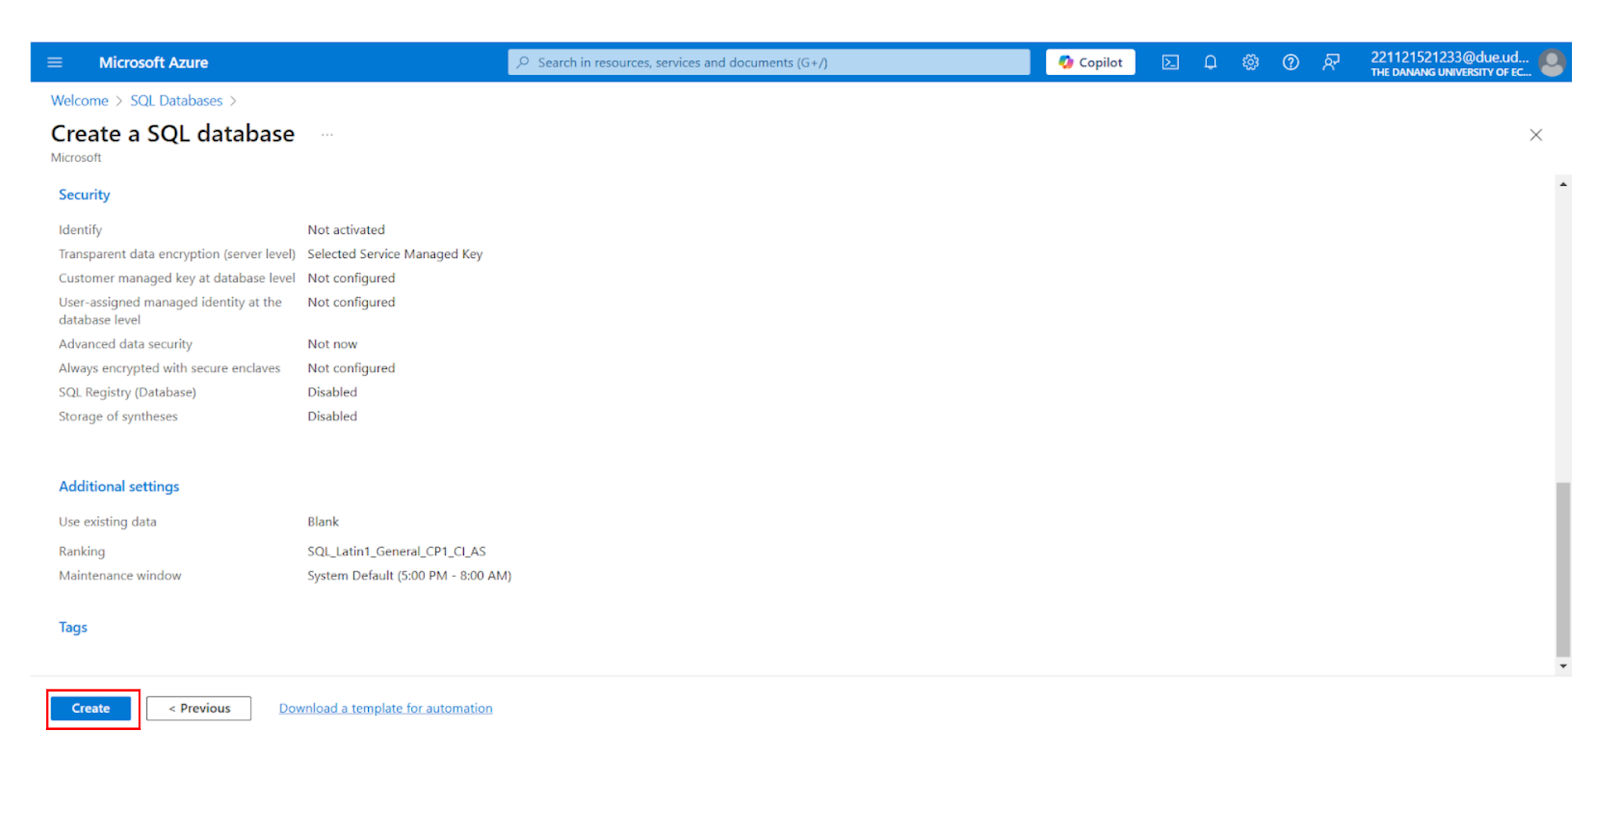 Microsoft Azure
Search in resources, services and documents (G+/)
Copilot
221121521233@due.ud...
THE DANANG UNIVERSITY OF EC...
Welcome > SQL Databases >
Create a SQL database ...
Microsoft
Security
Identify Not activated
Transparent data encryption (server level) Selected Service Managed Key
Customer managed key at database level Not configured
User-assigned managed identity at the Not configured
database level
Advanced data security Not now
Always encrypted with secure enclaves Not configured
SQL Registry (Database) Disabled
Storage of syntheses Disabled
Additional settings
Use existing data Blank
Ranking SQL_Latin1_General_CP1_CI_AS
Maintenance window System Default (5:00 PM - 8:00 AM)
Tags
Create < Previous Download a template for automation